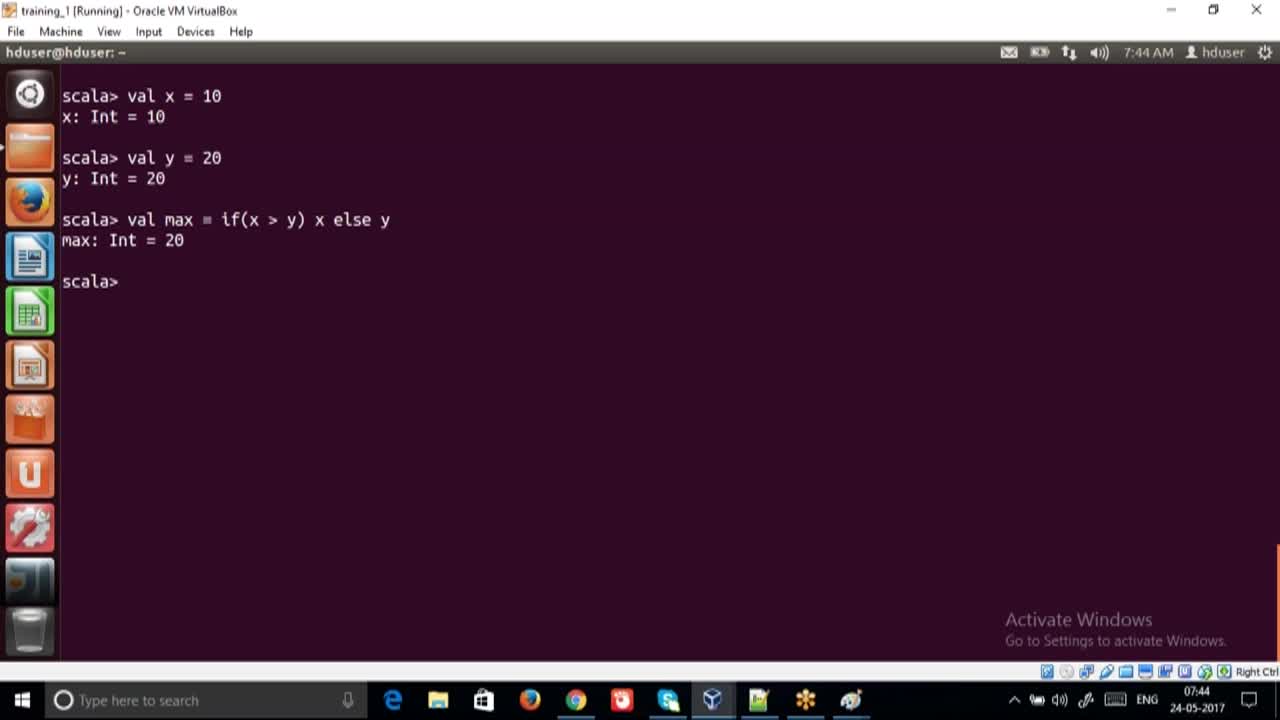 training_1 [Running] - Oracle VM VirtualBox
File Machine View Input Devices Help
hduser@hduser: ~
7:44 AM hduser
scala> val x = 10
x: Int = 10
scala> val y = 20
y: Int = 20
scala> val max = if(x > y) x else y
max: Int = 20
scala>
Activate Windows
Go to Settings to activate Windows.
Right Ctrl
Type here to search
ENG
07:44
24-05-2017